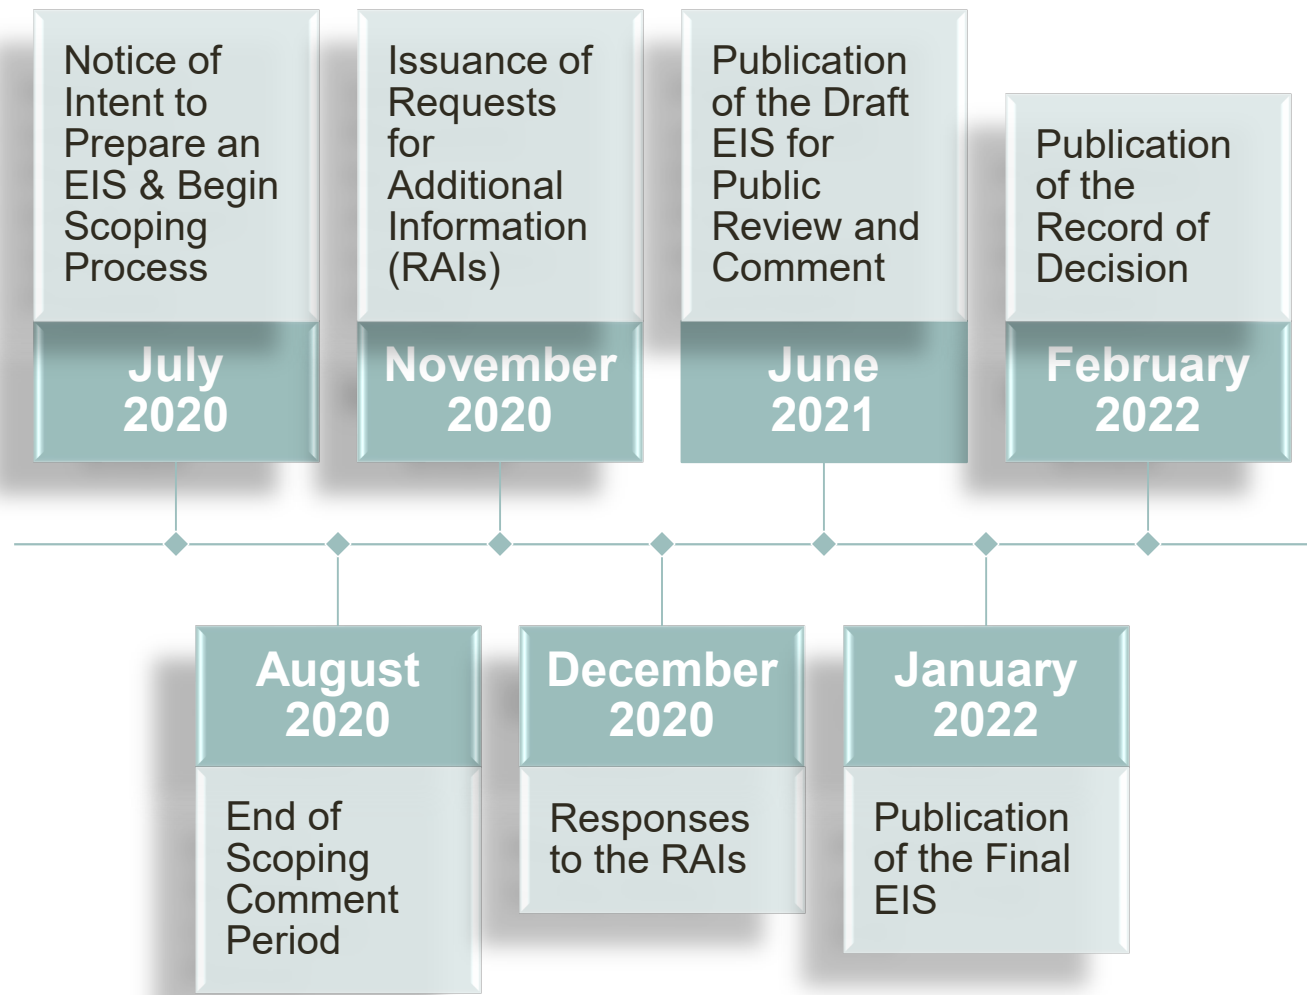 Notice of
Intent to
Prepare an
EIS & Begin
Scoping
Process
July
2020
August
2020
End of
Scoping
Comment
Period
Issuance of
Requests
for
Additional
Information
(RAIs)
November
2020
December
2020
Responses
to the RAIs
Publication
of the Draft
EIS for
Public
Review and
Comment
June
2021
January
2022
Publication
of the Final
EIS
Publication
of the
Record of
Decision
February
2022